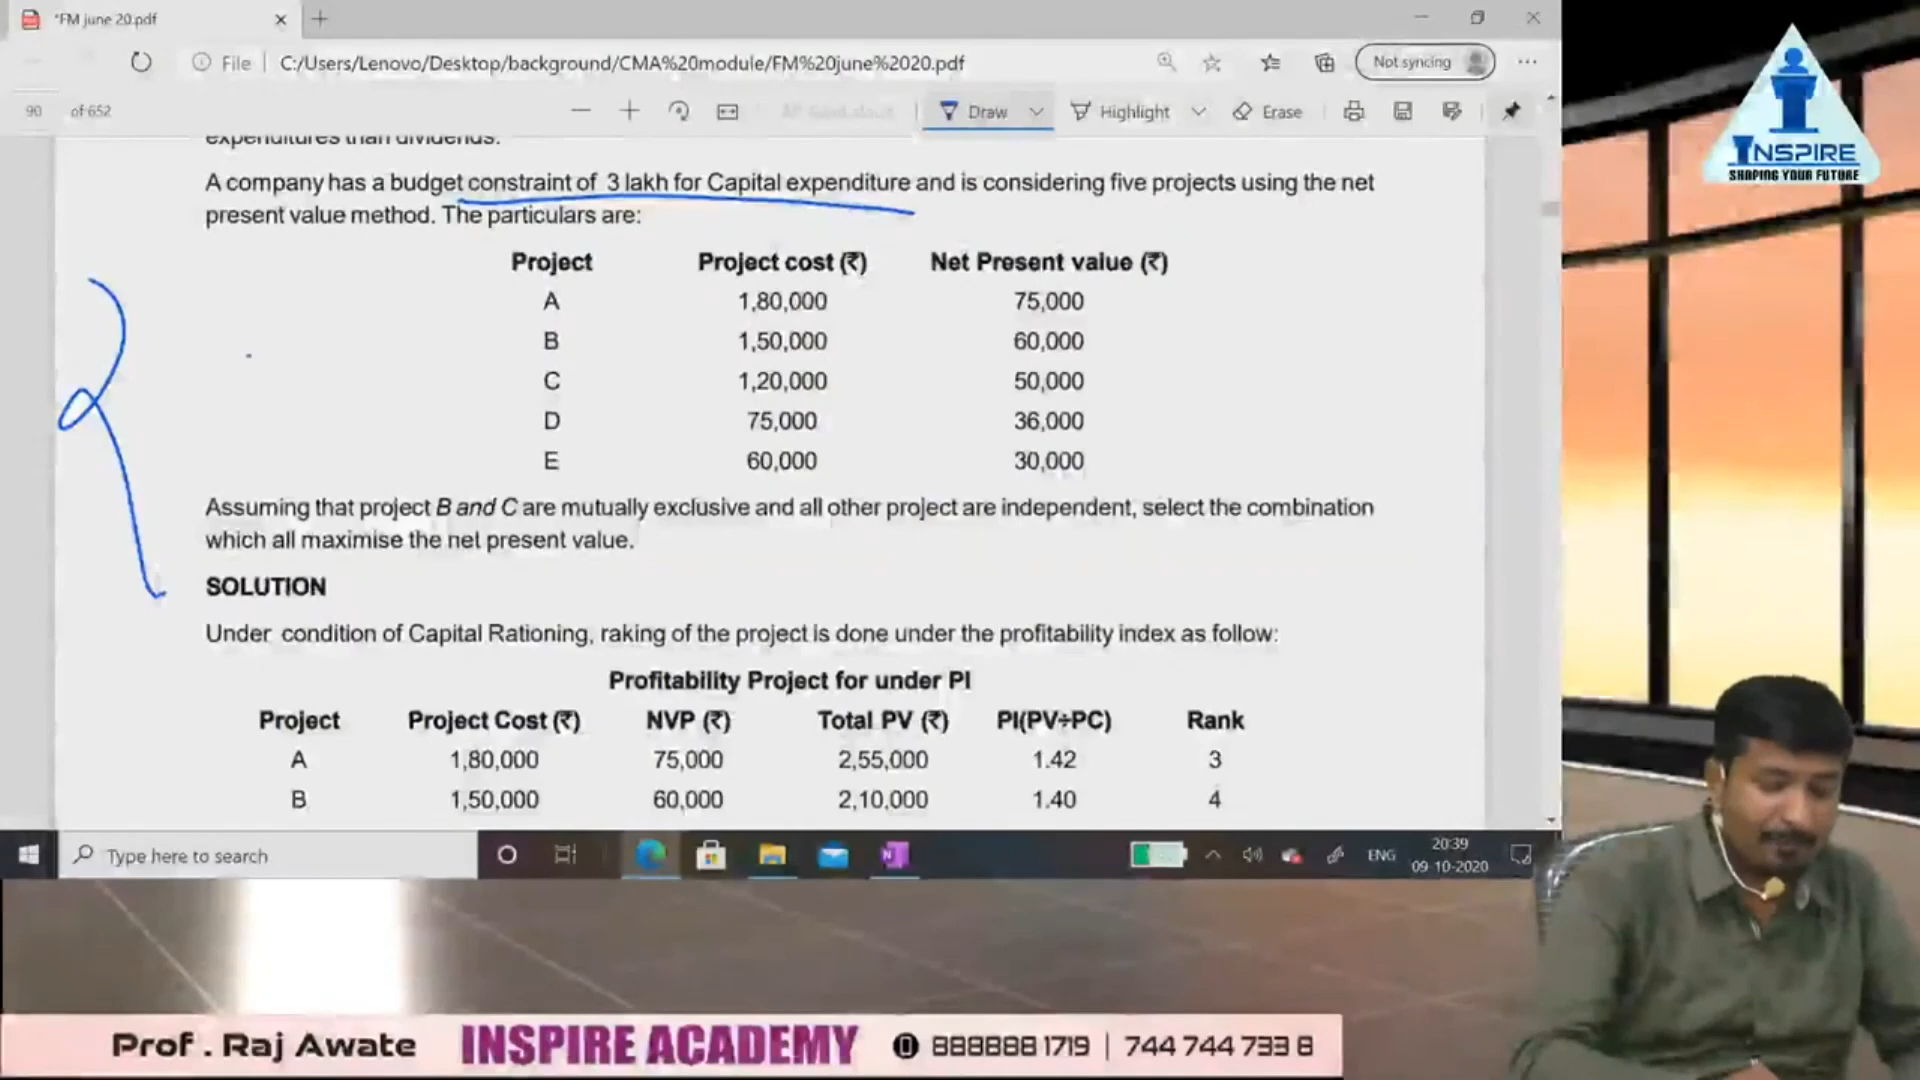 *FM june 20.pdf
File | C:/Users/Lenovo/Desktop/background/CMA%20module/FM%20june%2020.pdf
Not syncing
90 of 652
Draw
Highlight
Erase
expenditures than dividends.
A company has a budget constraint of 3 lakh for Capital expenditure and is considering five projects using the net
present value method. The particulars are:
Project Project cost (₹) Net Present value (₹)
A 1,80,000 75,000
B 1,50,000 60,000
C 1,20,000 50,000
D 75,000 36,000
E 60,000 30,000
Assuming that project B and C are mutually exclusive and all other project are independent, select the combination
which all maximise the net present value.
SOLUTION
Under condition of Capital Rationing, raking of the project is done under the profitability index as follow:
Profitability Project for under PI
Project Project Cost (₹) NVP (₹) Total PV (₹) PI(PV÷PC) Rank
A 1,80,000 75,000 2,55,000 1.42 3
B 1,50,000 60,000 2,10,000 1.40 4
Type here to search
ENG
20:39
09-10-2020
INSPIRE
SHAPING YOUR FUTURE
Prof . Raj Awate INSPIRE ACADEMY 888888 1719 | 744 744 733 8